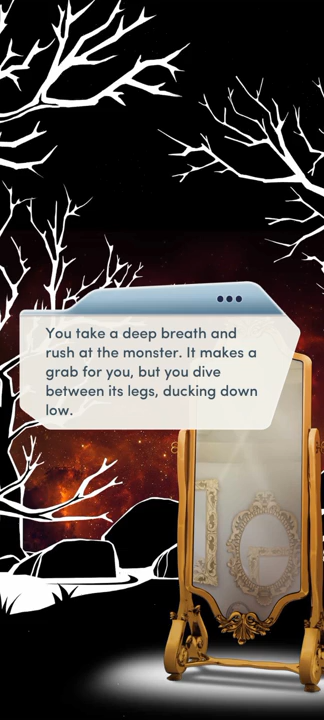 You take a deep breath and
rush at the monster. It makes a
grab for you, but you dive
between its legs, ducking down
low.